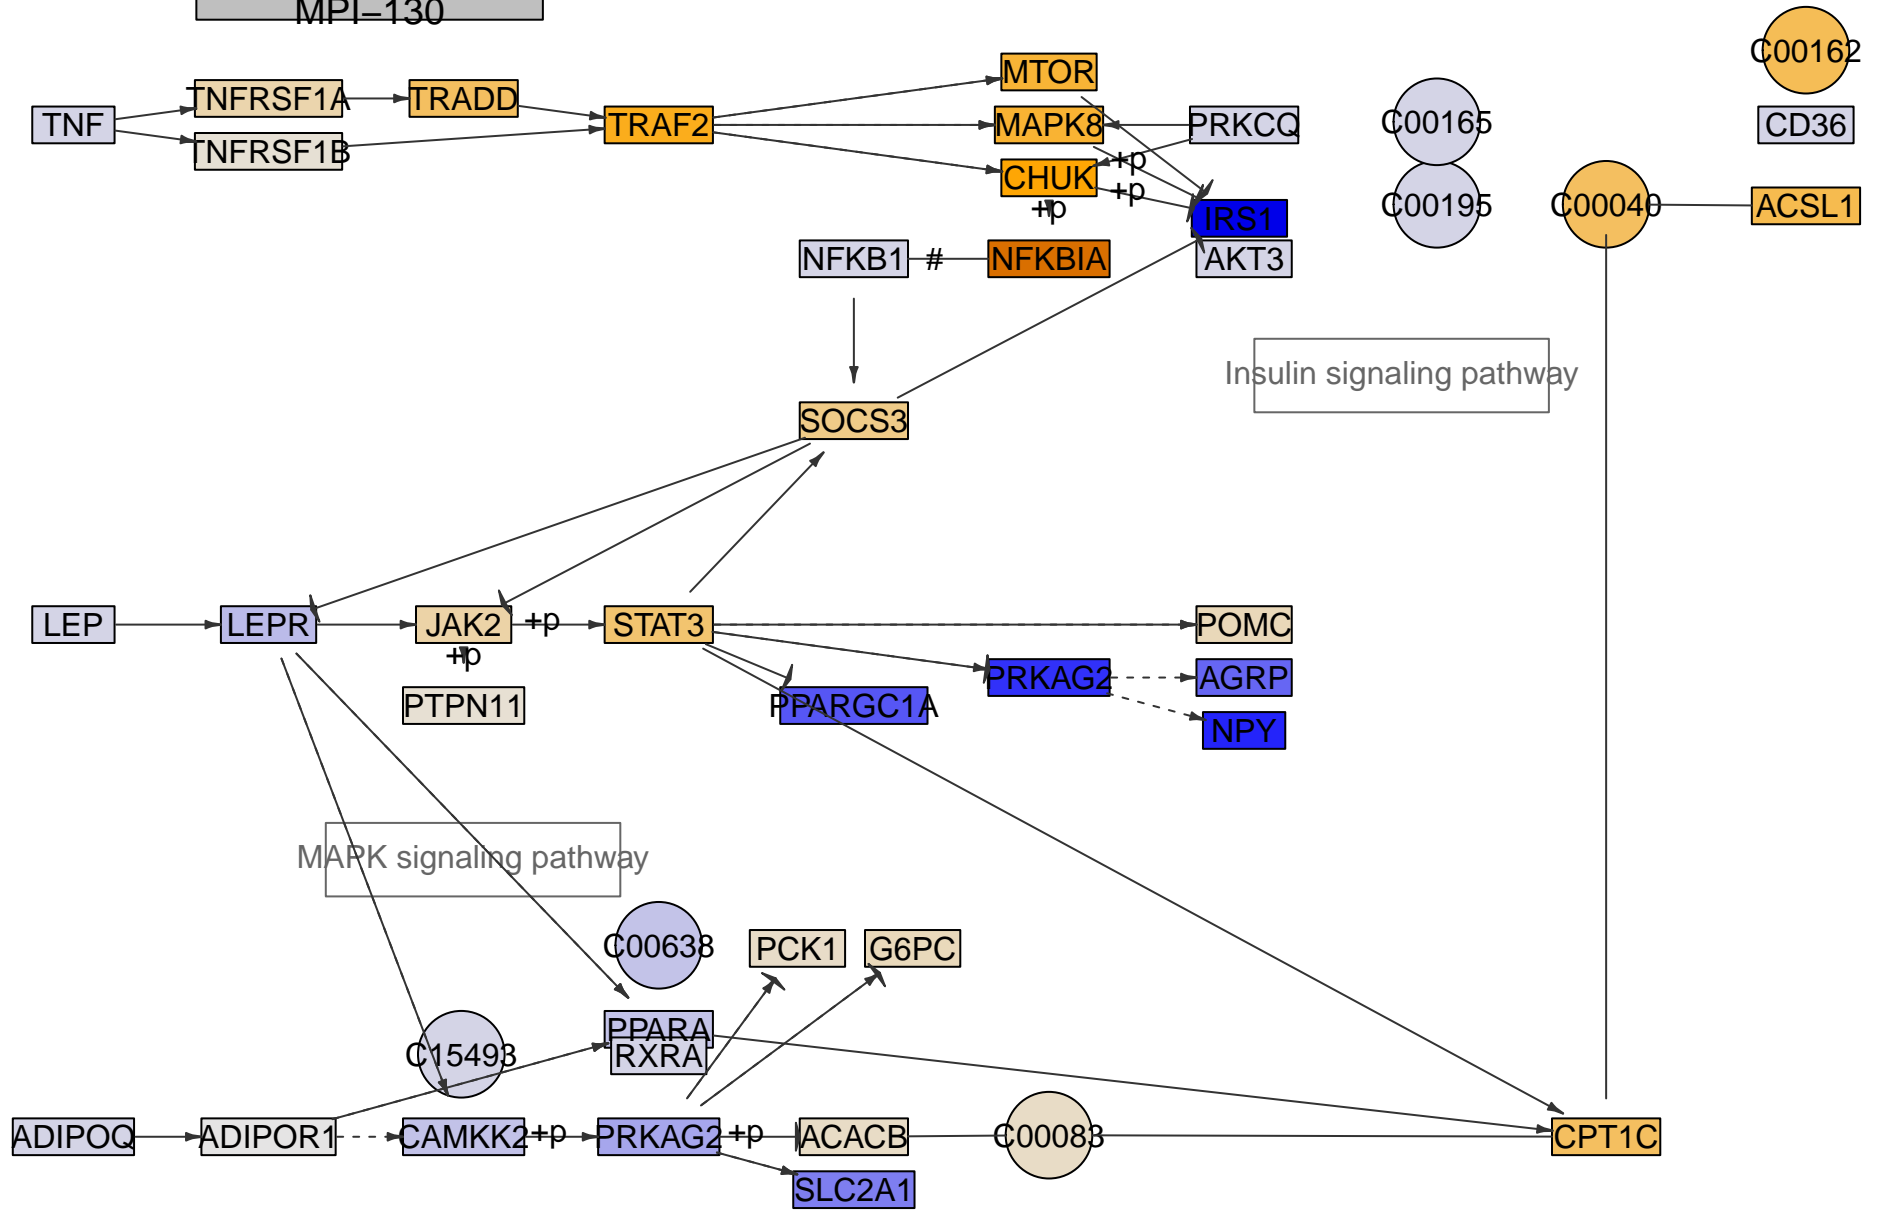 MPI–130
C00162
TNF
TNFRSF1A
TNFRSF1B
TRADD
TRAF2
MTOR
MAPK8
CHUK
PRKCQ
+p
+p
+p
IRS1
AKT3
NFKB1
#
NFKBIA
C00165
C00195
C00040
CD36
ACSL1
Insulin signaling pathway
SOCS3
LEP
LEPR
JAK2
+p
+p
STAT3
PTPN11
PPARGC1A
PRKAG2
POMC
AGRP
NPY
MAPK signaling pathway
C00638
PCK1
G6PC
C15493
PPARA
RXRA
ADIPOQ
ADIPOR1
CAMKK2
+p
PRKAG2
+p
ACACB
C00083
CPT1C
SLC2A1